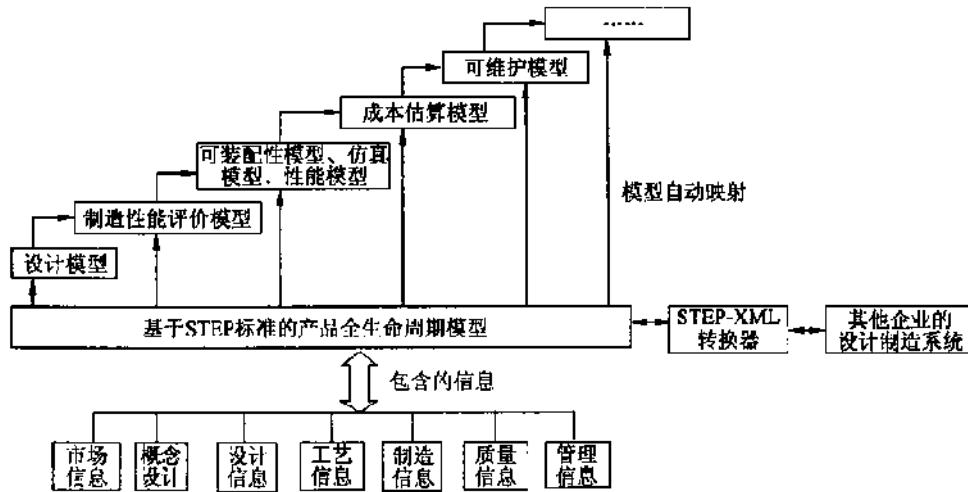 ……
可维护模型
成本估算模型
可装配性模型、仿真
模型、性能模型
模型自动映射
制造性能评价模型
设计模型
基于STEP标准的产品全生命周期模型
STEP-XML
转换器
其他企业的
设计制造系统
包含的信息
市场
信息
概念
设计
设计
信息
工艺
信息
制造
信息
质量
信息
管理
信息